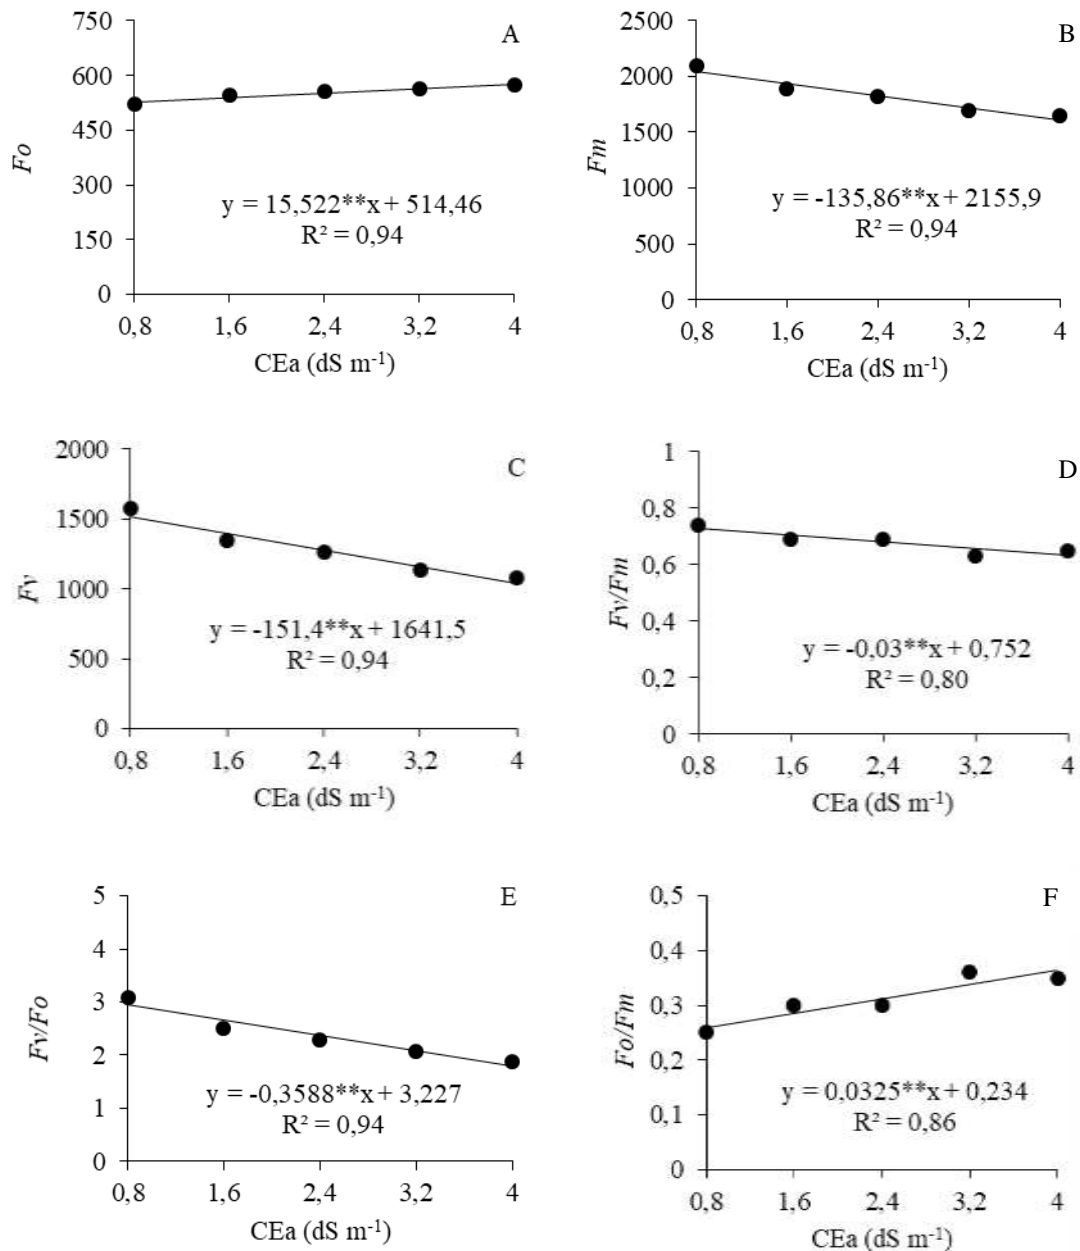 A
750
600
450
300
150
0
Fo
y = 15,522**x + 514,46
R² = 0,94
0,8 1,6 2,4 3,2 4
CEa (dS m⁻¹)
B
2500
2000
1500
1000
500
0
Fm
y = -135,86**x + 2155,9
R² = 0,94
0,8 1,6 2,4 3,2 4
CEa (dS m⁻¹)
C
2000
1500
1000
500
0
Fv
y = -151,4**x + 1641,5
R² = 0,94
0,8 1,6 2,4 3,2 4
CEa (dS m⁻¹)
D
1
0,8
0,6
0,4
0,2
0
Fv/Fm
y = -0,03**x + 0,752
R² = 0,80
0,8 1,6 2,4 3,2 4
CEa (dS m⁻¹)
E
5
4
3
2
1
0
Fv/Fo
y = -0,3588**x + 3,227
R² = 0,94
0,8 1,6 2,4 3,2 4
CEa (dS m⁻¹)
F
0,5
0,4
0,3
0,2
0,1
0
Fo/Fm
y = 0,0325**x + 0,234
R² = 0,86
0,8 1,6 2,4 3,2 4
CEa (dS m⁻¹)